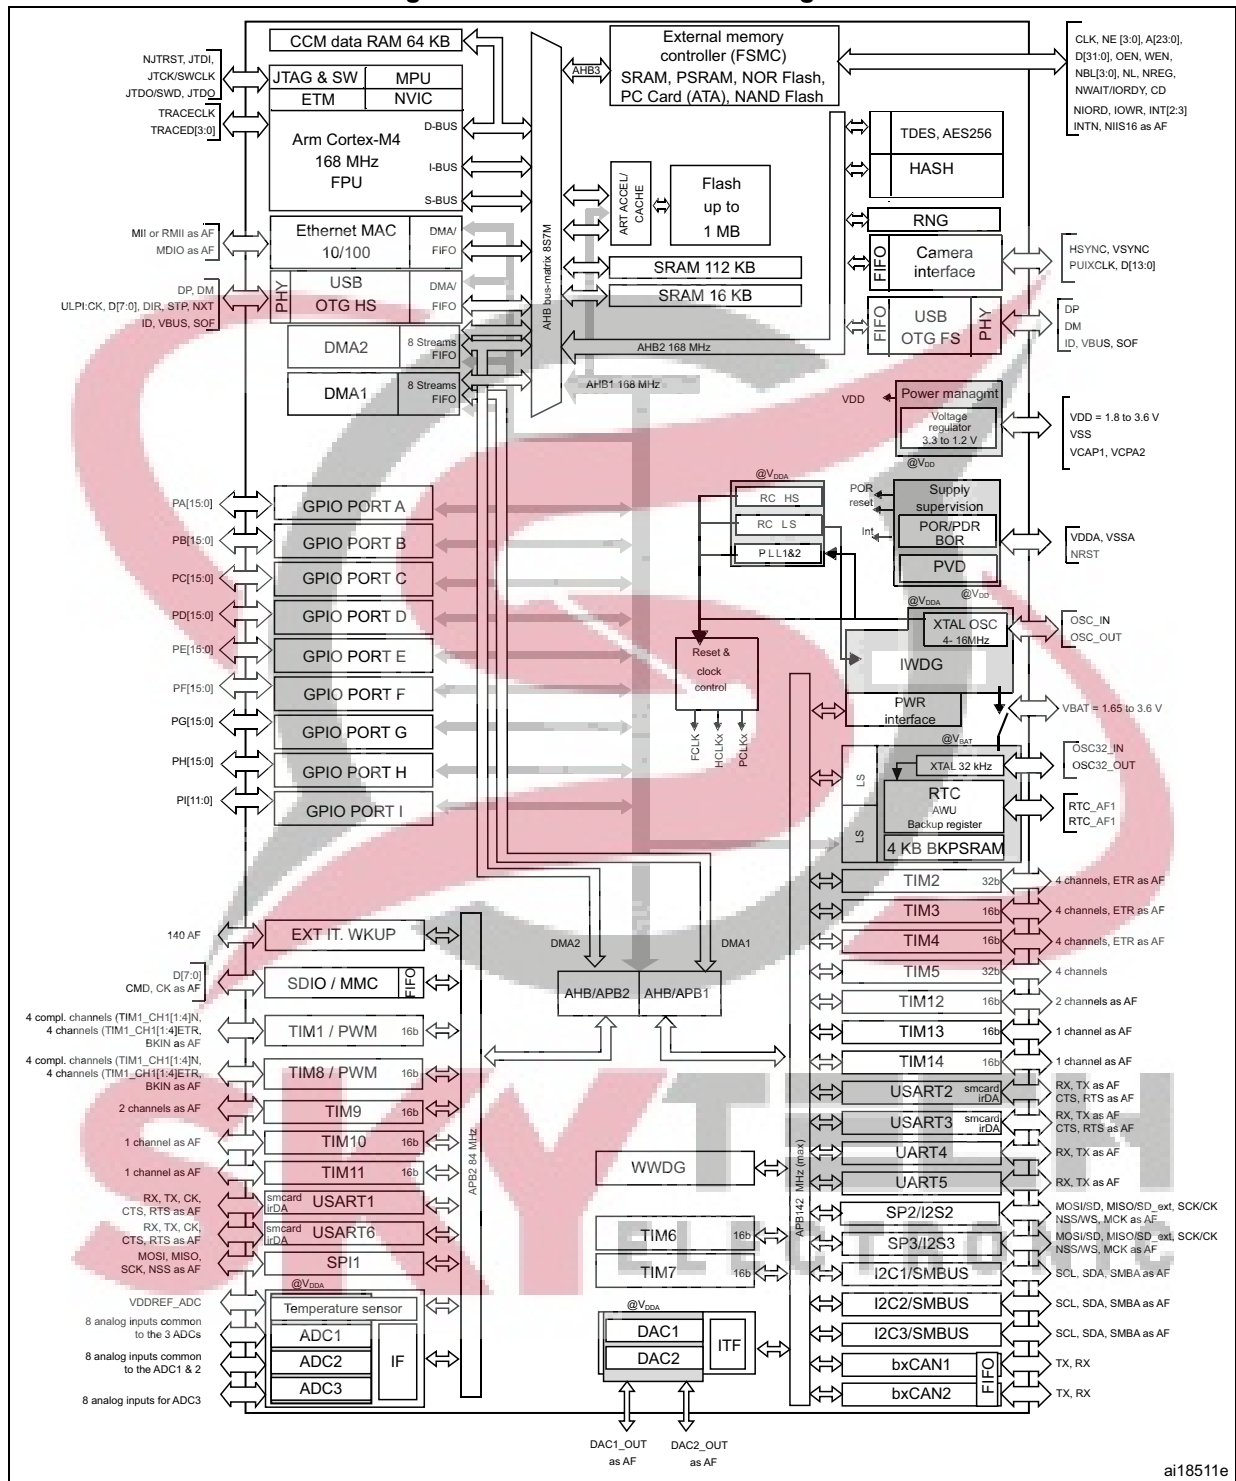 CCM data RAM 64 KB
External memory
controller (FSMC)
SRAM, PSRAM, NOR Flash,
PC Card (ATA), NAND Flash
AHB3
CLK, NE [3:0], A[23:0],
D[31:0], OEN, WEN,
NBL[3:0], NL, NREG,
NWAIT/IORDY, CD
NIORD, IOWR, INT[2:3]
INTN, NIIS16 as AF
NJTRST, JTDI,
JTCK/SWCLK
JTDO/SWD, JTDO
TRACECLK
TRACED[3:0]
JTAG & SW
MPU
ETM
NVIC
Arm Cortex-M4
168 MHz
FPU
D-BUS
I-BUS
S-BUS
AHB bus-matrix 8S7M
ART ACCEL/
CACHE
Flash
up to
1 MB
SRAM 112 KB
SRAM 16 KB
AHB2 168 MHz
AHB1 168 MHz
TDES, AES256
HASH
RNG
FIFO
Camera
interface
HSYNC, VSYNC
PUIXCLK, D[13:0]
FIFO
USB
OTG FS
PHY
DP
DM
ID, VBUS, SOF
MII or RMII as AF
MDIO as AF
Ethernet MAC
10/100
DMA/
FIFO
DP, DM
ULPI:CK, D[7:0], DIR, STP, NXT
ID, VBUS, SOF
PHY
USB
OTG HS
DMA/
FIFO
DMA2
8 Streams
FIFO
DMA1
8 Streams
FIFO
VDD
Power managmt
Voltage
regulator
3.3 to 1.2 V
VDD = 1.8 to 3.6 V
VSS
VCAP1, VCPA2
@VDD
@VDDA
RC HS
RC LS
PLL1&2
POR
reset
Int
Supply
supervision
POR/PDR
BOR
PVD
VDDA, VSSA
NRST
@VDD
@VDDA
XTAL OSC
4- 16MHz
OSC_IN
OSC_OUT
IWDG
PWR
interface
VBAT = 1.65 to 3.6 V
Reset &
clock
control
FCLK
HCLKx
PCLKx
@VBAT
LS
LS
XTAL 32 kHz
OSC32_IN
OSC32_OUT
RTC
AWU
Backup register
RTC_AF1
RTC_AF1
4 KB BKPSRAM
PA[15:0]
GPIO PORT A
PB[15:0]
GPIO PORT B
PC[15:0]
GPIO PORT C
PD[15:0]
GPIO PORT D
PE[15:0]
GPIO PORT E
PF[15:0]
GPIO PORT F
PG[15:0]
GPIO PORT G
PH[15:0]
GPIO PORT H
PI[11:0]
GPIO PORT I
DMA2
DMA1
AHB/APB2
AHB/APB1
140 AF
EXT IT. WKUP
D[7:0]
CMD, CK as AF
SDIO / MMC
FIFO
4 compl. channels (TIM1_CH1[1:4]N,
4 channels (TIM1_CH1[1:4]ETR,
BKIN as AF
TIM1 / PWM 16b
4 compl. channels (TIM1_CH1[1:4]N,
4 channels (TIM1_CH1[1:4]ETR,
BKIN as AF
TIM8 / PWM 16b
2 channels as AF
TIM9 16b
1 channel as AF
TIM10 16b
1 channel as AF
TIM11 16b
RX, TX, CK,
CTS, RTS as AF
smcard
irDA
USART1
RX, TX, CK,
CTS, RTS as AF
smcard
irDA
USART6
MOSI, MISO,
SCK, NSS as AF
SPI1
@VDDA
VDDREF_ADC
Temperature sensor
8 analog inputs common
to the 3 ADCs
ADC1
8 analog inputs common
to the ADC1 & 2
ADC2
8 analog inputs for ADC3
ADC3
IF
APB2 84 MHz
WWDG
TIM6 16b
TIM7 16b
@VDDA
DAC1
DAC2
ITF
DAC1_OUT
as AF
DAC2_OUT
as AF
APB142 MHz (max)
TIM2 32b
4 channels, ETR as AF
TIM3 16b
4 channels, ETR as AF
TIM4 16b
4 channels, ETR as AF
TIM5 32b
4 channels
TIM12 16b
2 channels as AF
TIM13 16b
1 channel as AF
TIM14 16b
1 channel as AF
USART2
smcard
irDA
RX, TX as AF
CTS, RTS as AF
USART3
smcard
irDA
RX, TX as AF
CTS, RTS as AF
UART4
RX, TX as AF
UART5
RX, TX as AF
SP2/I2S2
MOSI/SD, MISO/SD_ext, SCK/CK
NSS/WS, MCK as AF
SP3/I2S3
MOSI/SD, MISO/SD_ext, SCK/CK
NSS/WS, MCK as AF
I2C1/SMBUS
SCL, SDA, SMBA as AF
I2C2/SMBUS
SCL, SDA, SMBA as AF
I2C3/SMBUS
SCL, SDA, SMBA as AF
bxCAN1
TX, RX
bxCAN2
TX, RX
FIFO
SKYTECH
ELECTRONIC
ai18511e